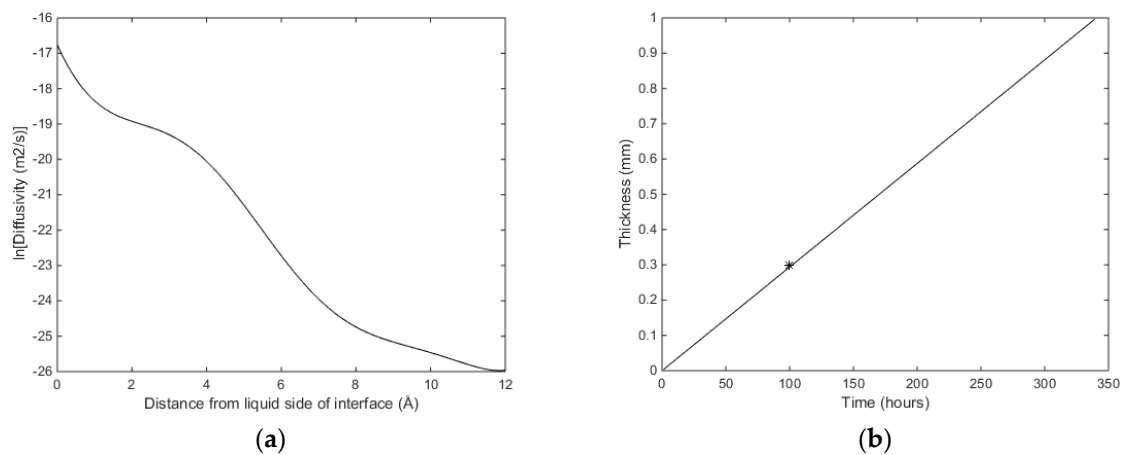 -16
-17
-18
-19
-20
-21
-22
-23
-24
-25
-26
ln[Diffusivity (m2/s)]
0 2 4 6 8 10 12
Distance from liquid side of interface (Å)
(a)
1
0.9
0.8
0.7
0.6
0.5
0.4
0.3
0.2
0.1
0
Thickness (mm)
0 50 100 150 200 250 300 350
Time (hours)
(b)